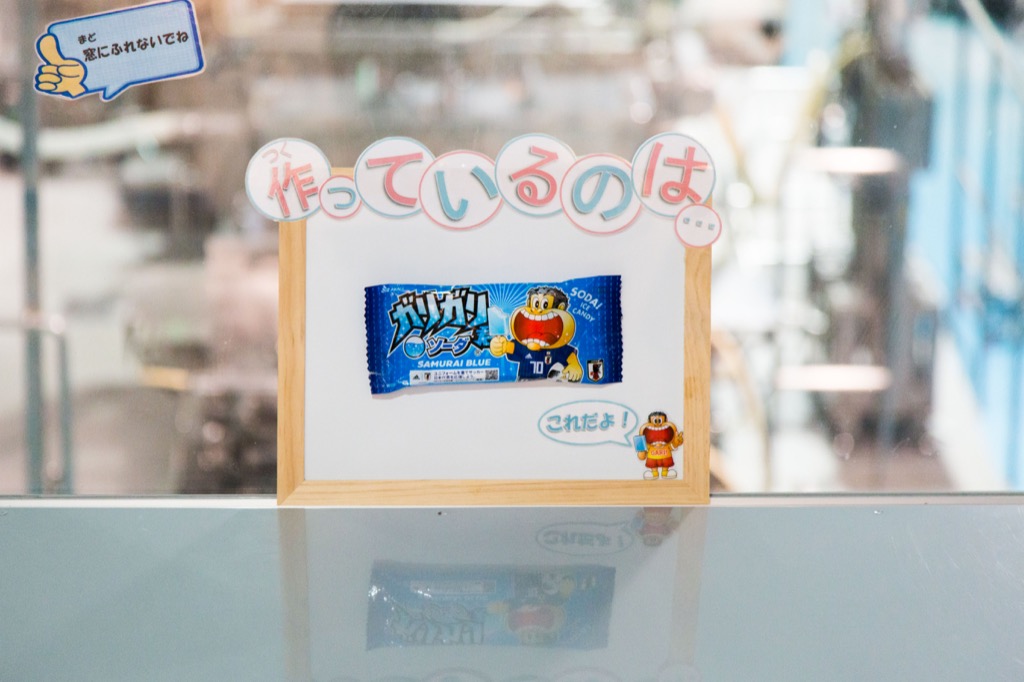 まど
窓にふれないでね
つく
作っているのは
...
ガリガリ君
ソーダ
SODA!
ICE
CANDY
SAMURAI BLUE
10
これだよ!